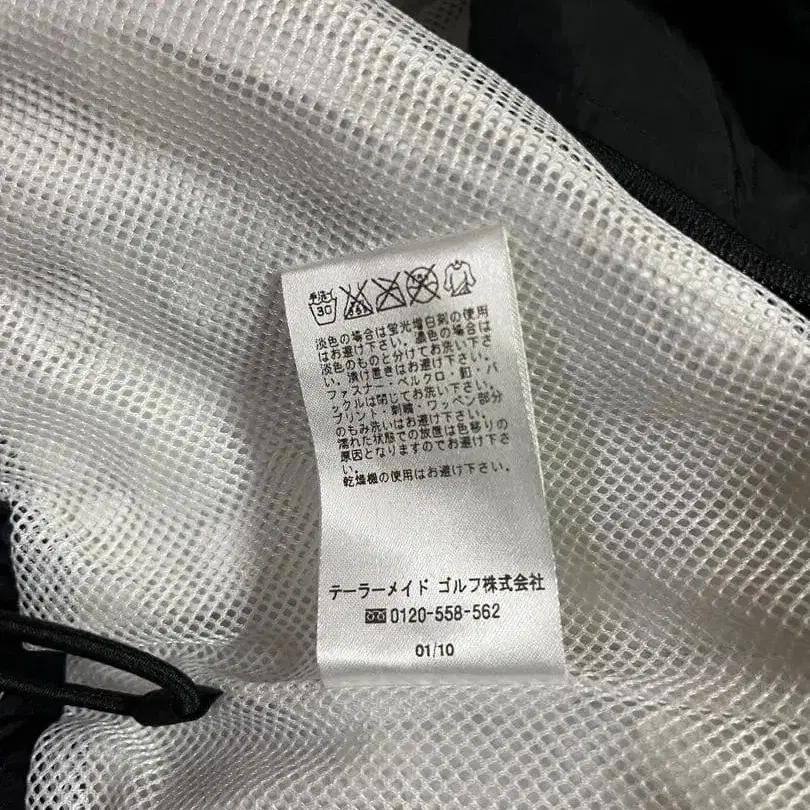 手洗イ
30
淡色の場合は蛍光増白剤の使用
はお避け下さい。濃色の場合は
淡色のものと分けてお洗い下さ
い。漬け置きはお避け下さい。
ファスナー・ベルクロ・釦・バ
ックルは閉じてお洗い下さい。
プリント・刺繍・ワッペン部分
のもみ洗いはお避け下さい。
濡れた状態での放置は色移りの
原因となりますのでお避け下さ
い。
乾燥機の使用はお避け下さい。
テーラーメイド ゴルフ株式会社
0120-558-562
01/10